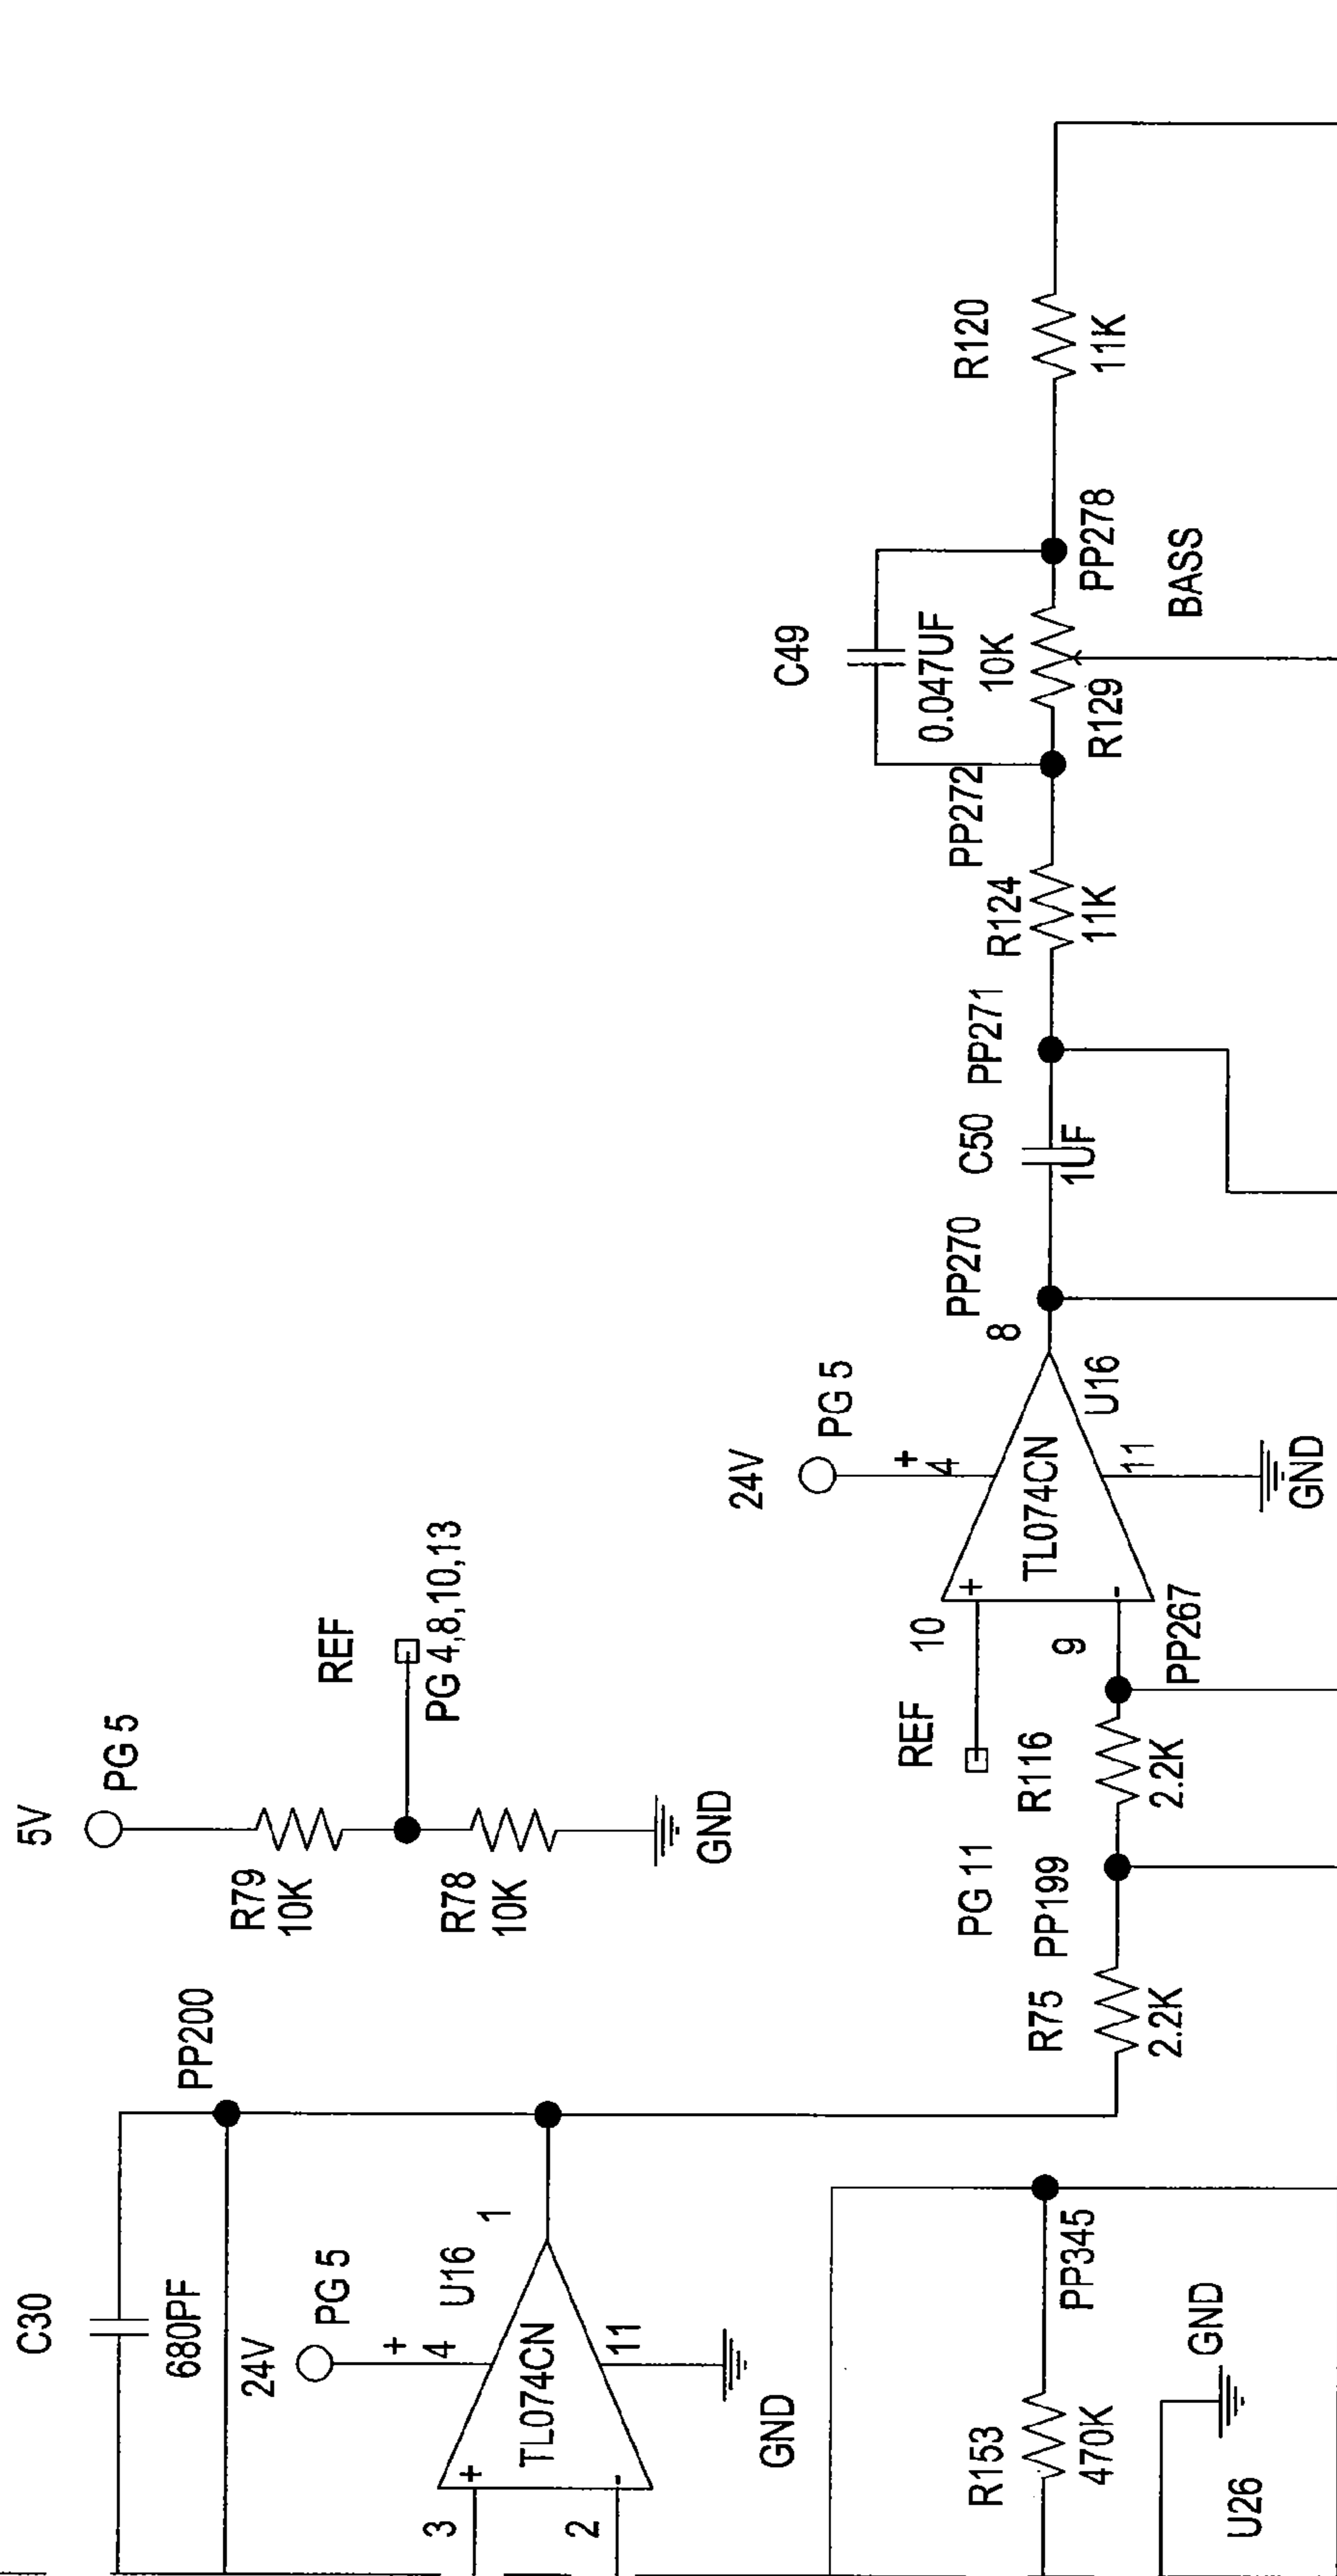 5V
PG 5
R79
10K
REF
PG 4,8,10,13
R78
10K
GND
C30
680PF
PP200
24V
PG 5
+
4
U16
1
3
+
TL074CN
2
-
11
GND
R75
2.2K
PG 11
PP199
R116
2.2K
REF
10
9
PP267
24V
PG 5
+
4
+
TL074CN
-
11
U16
8
GND
PP270
C50
1UF
PP271
R124
11K
PP272
C49
0.047UF
10K
R129
PP278
BASS
R120
11K
R153
470K
PP345
GND
U26